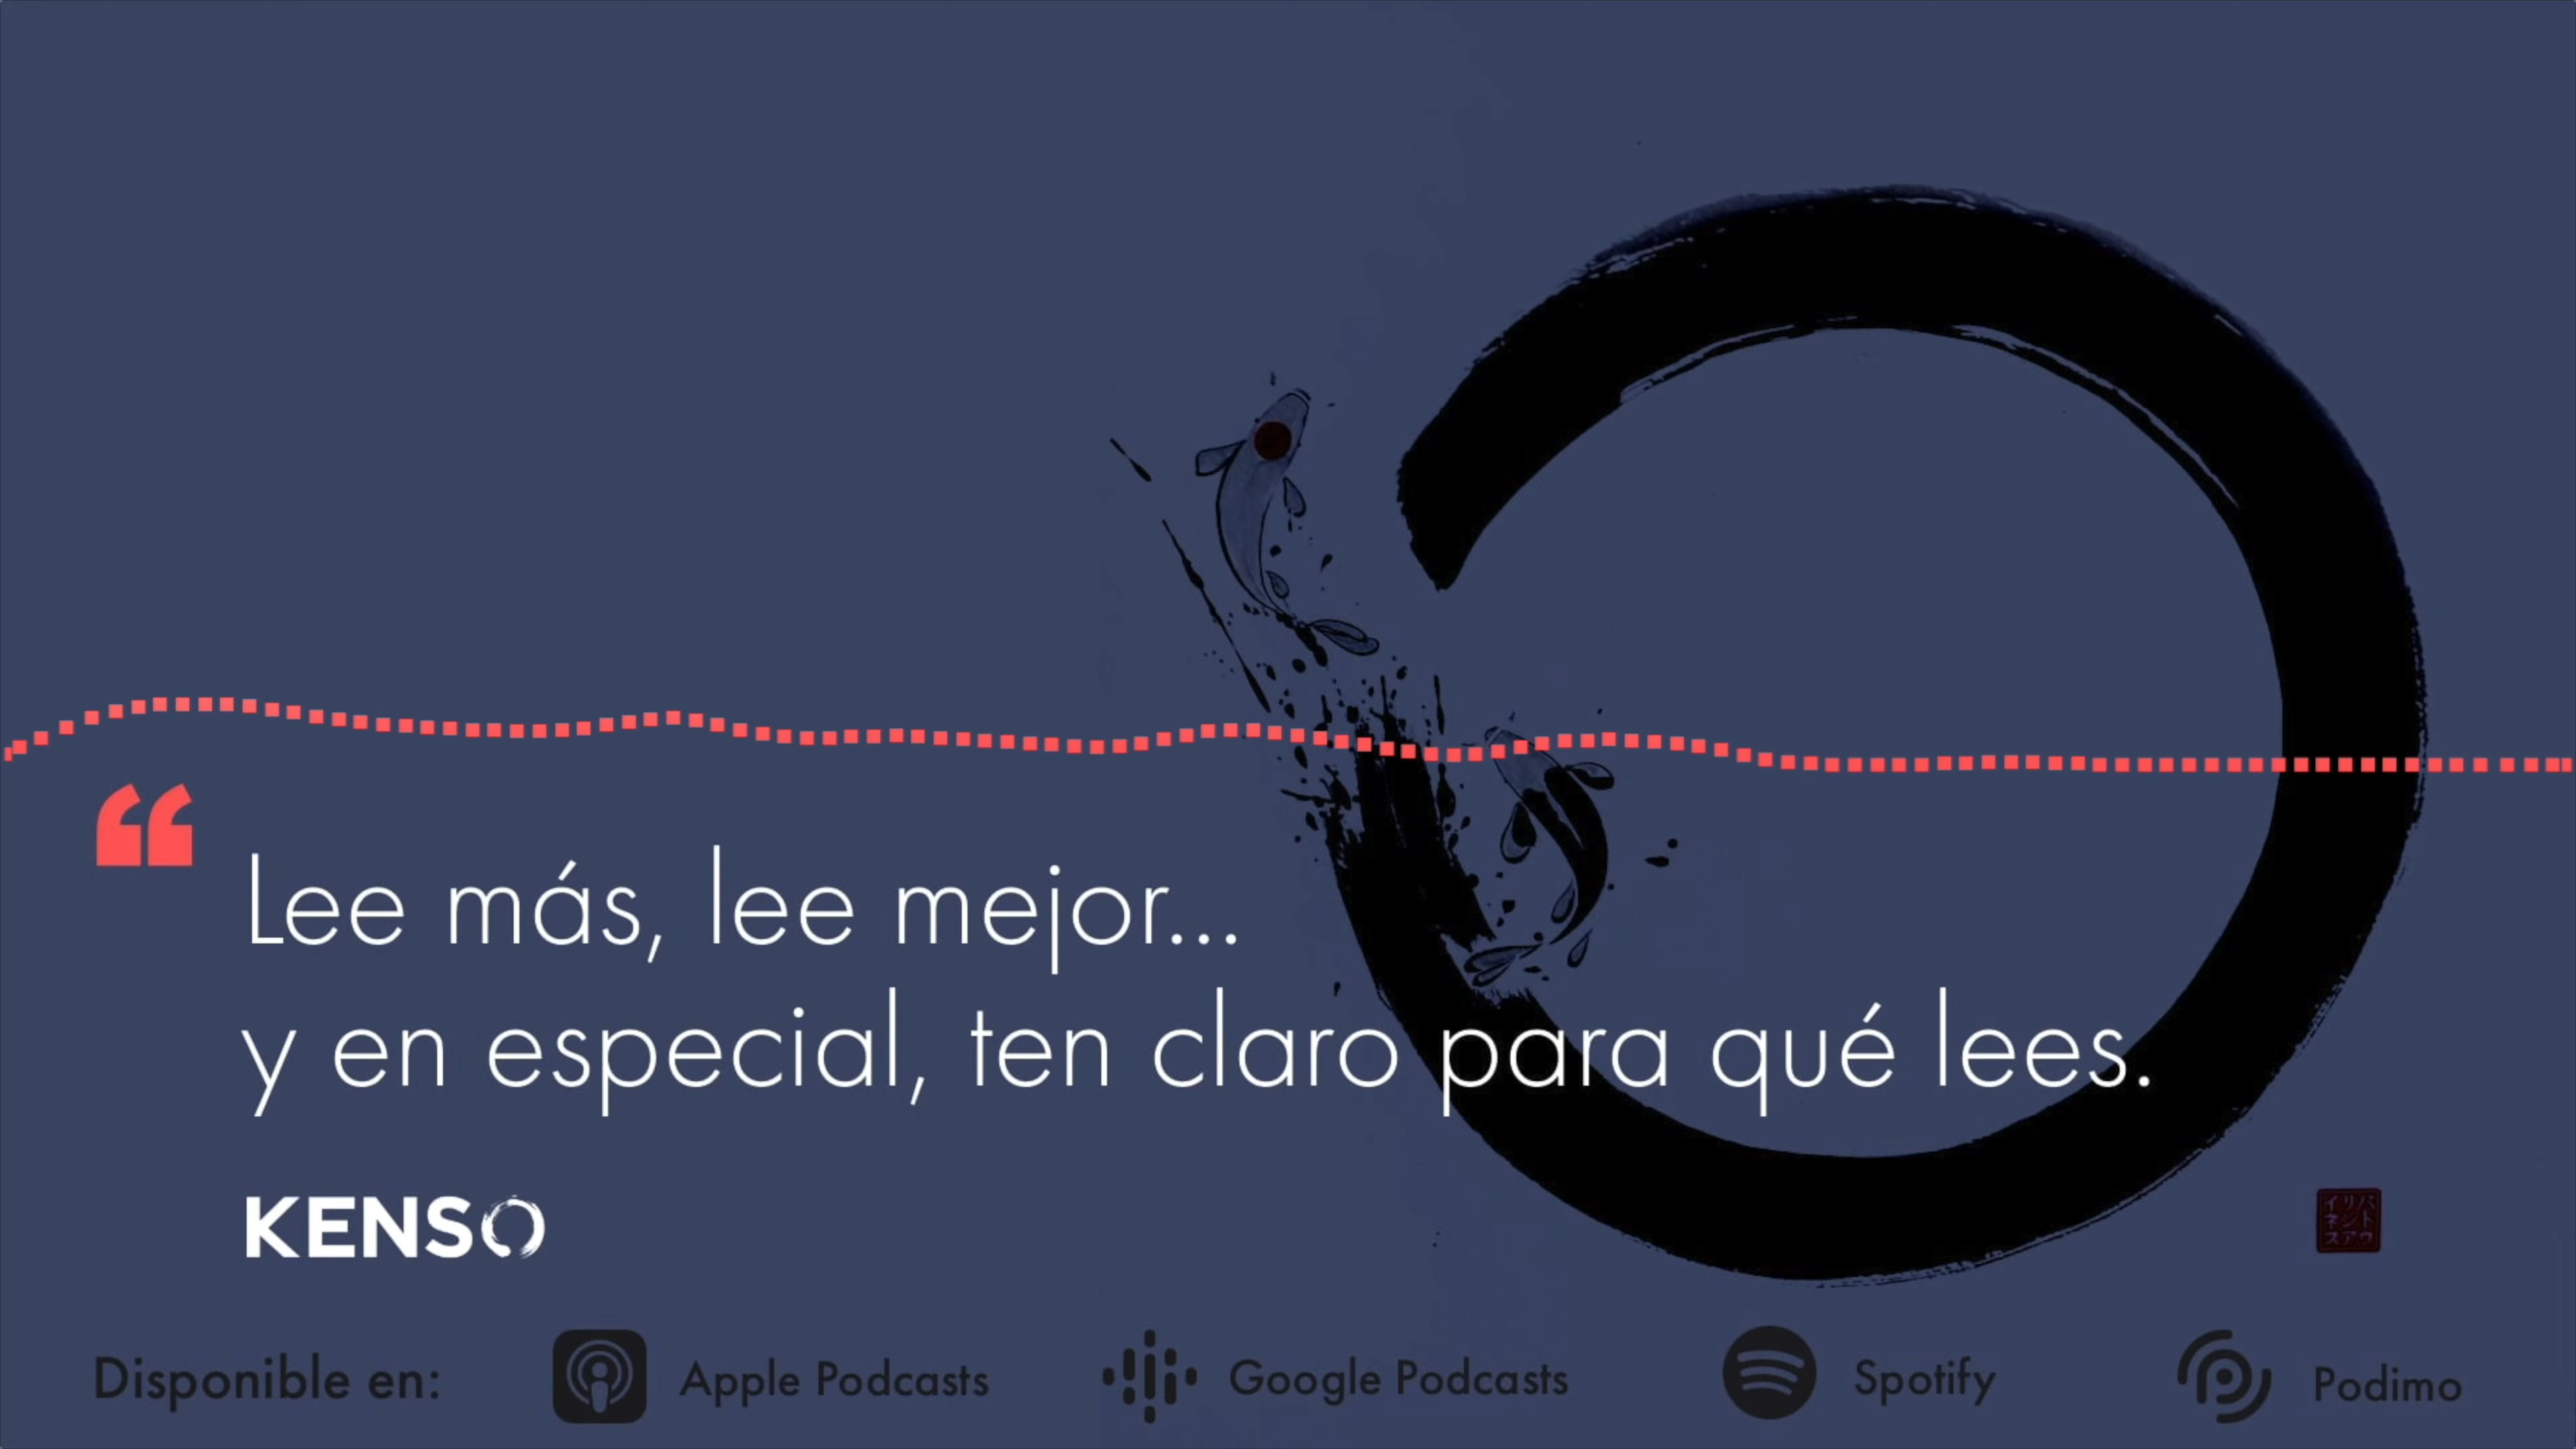 “
Lee más, lee mejor...
y en especial, ten claro para qué lees.
KENSO
Disponible en: Apple Podcasts Google Podcasts Spotify Podimo